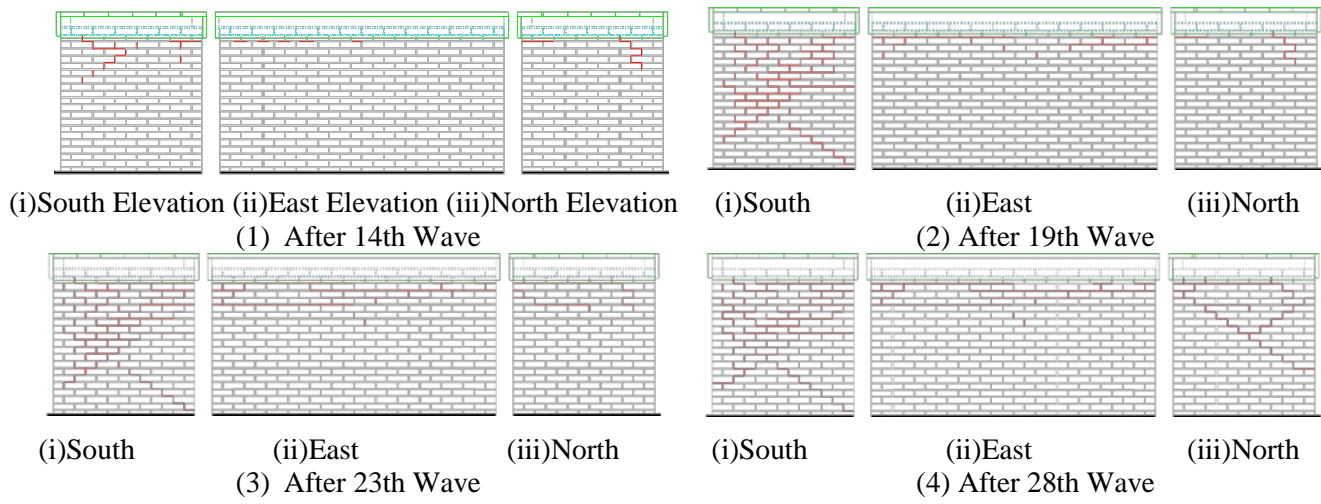 (i)South Elevation (ii)East Elevation (iii)North Elevation
(1) After 14th Wave
(i)South (ii)East (iii)North
(2) After 19th Wave
(i)South (ii)East (iii)North
(3) After 23th Wave
(i)South (ii)East (iii)North
(4) After 28th Wave